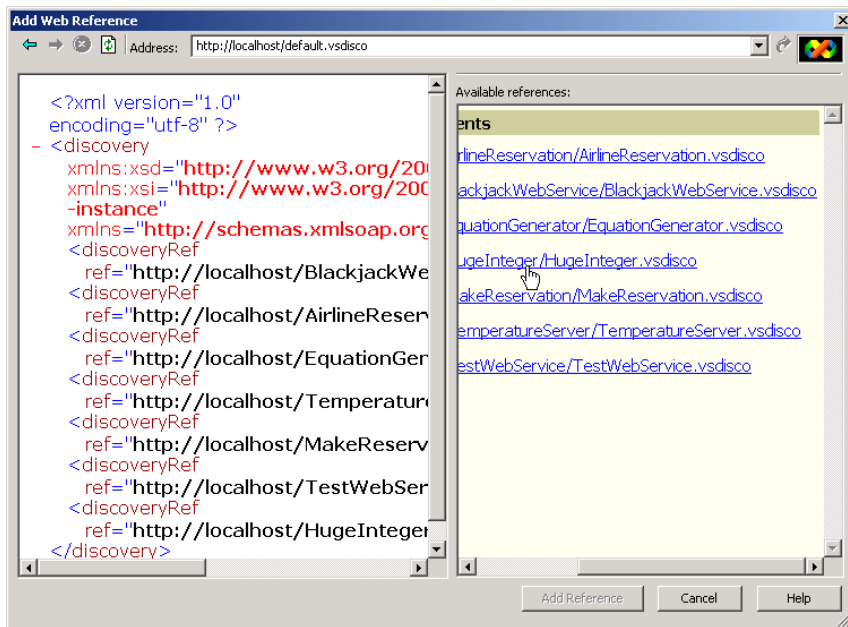 Add Web Reference
Address: http://localhost/default.vsdisco
<?xml version="1.0"
encoding="utf-8" ?>
– <discovery
xmlns:xsd="http://www.w3.org/20
xmlns:xsi="http://www.w3.org/200
-instance"
xmlns="http://schemas.xmlsoap.org
<discoveryRef
ref="http://localhost/BlackjackWe
<discoveryRef
ref="http://localhost/AirlineReser
<discoveryRef
ref="http://localhost/EquationGer
<discoveryRef
ref="http://localhost/Temperatur
<discoveryRef
ref="http://localhost/MakeReserv
<discoveryRef
ref="http://localhost/TestWebSer
<discoveryRef
ref="http://localhost/HugeInteger
</discovery>
Available references:
ents
rlineReservation/AirlineReservation.vsdisco
lackjackWebService/BlackjackWebService.vsdisco
quationGenerator/EquationGenerator.vsdisco
ugeInteger/HugeInteger.vsdisco
akeReservation/MakeReservation.vsdisco
emperatureServer/TemperatureServer.vsdisco
estWebService/TestWebService.vsdisco
Add Reference Cancel Help